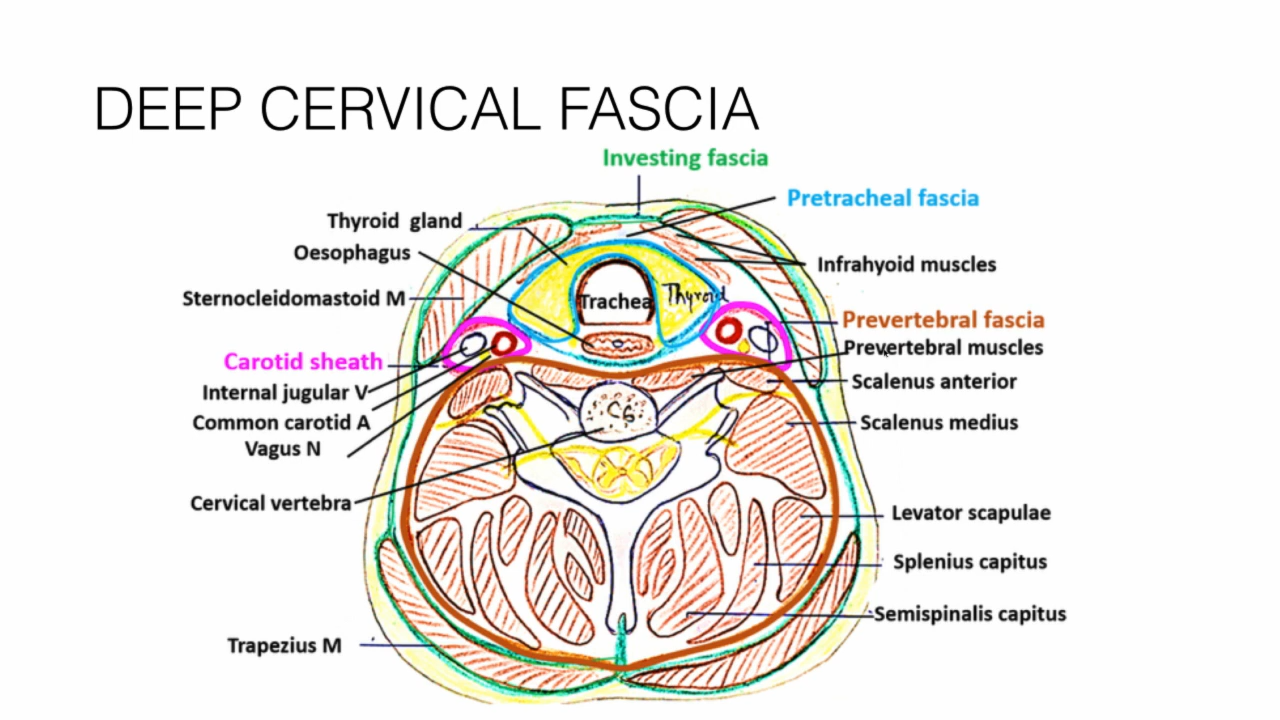 DEEP CERVICAL FASCIA
Investing fascia
Pretracheal fascia
Thyroid gland
Oesophagus
Infrahyoid muscles
Sternocleidomastoid M
Trachea
Thyroid
Prevertebral fascia
Prevertebral muscles
Carotid sheath
Scalenus anterior
Internal jugular V
Common carotid A
C6
Scalenus medius
Vagus N
Cervical vertebra
Levator scapulae
Splenius capitus
Semispinalis capitus
Trapezius M